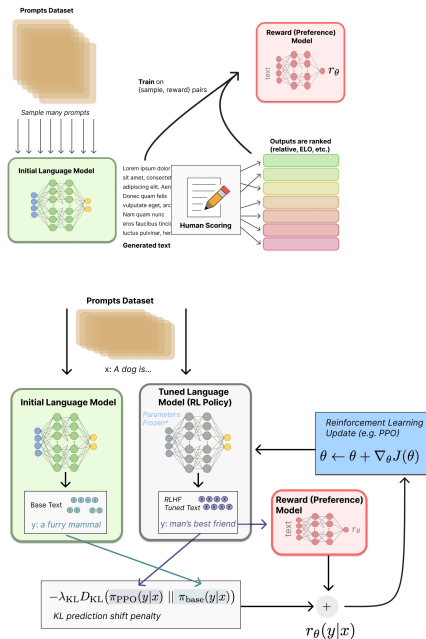 Prompts Dataset
Sample many prompts
Initial Language Model
Lorem ipsum dolor
sit amet, consectet
adipiscing elit. Aen
Donec quam felis
vulputate eget, arc
Nam quam nunc
eros faucibus tincid
luctus pulvinar, her
Generated text
Train on
{sample, reward} pairs
Human Scoring
Reward (Preference)
Model
text
rθ
Outputs are ranked
(relative, ELO, etc.)
Prompts Dataset
x: A dog is...
Initial Language Model
Base Text
y: a furry mammal
Tuned Language
Model (RL Policy)
Parameters
Frozen*
RLHF
Tuned Text
y: man's best friend
Reinforcement Learning
Update (e.g. PPO)
θ ← θ + ∇θJ(θ)
Reward (Preference)
Model
text
rθ
−λKL DKL(πPPO(y|x) || πbase(y|x))
KL prediction shift penalty
+
rθ(y|x)